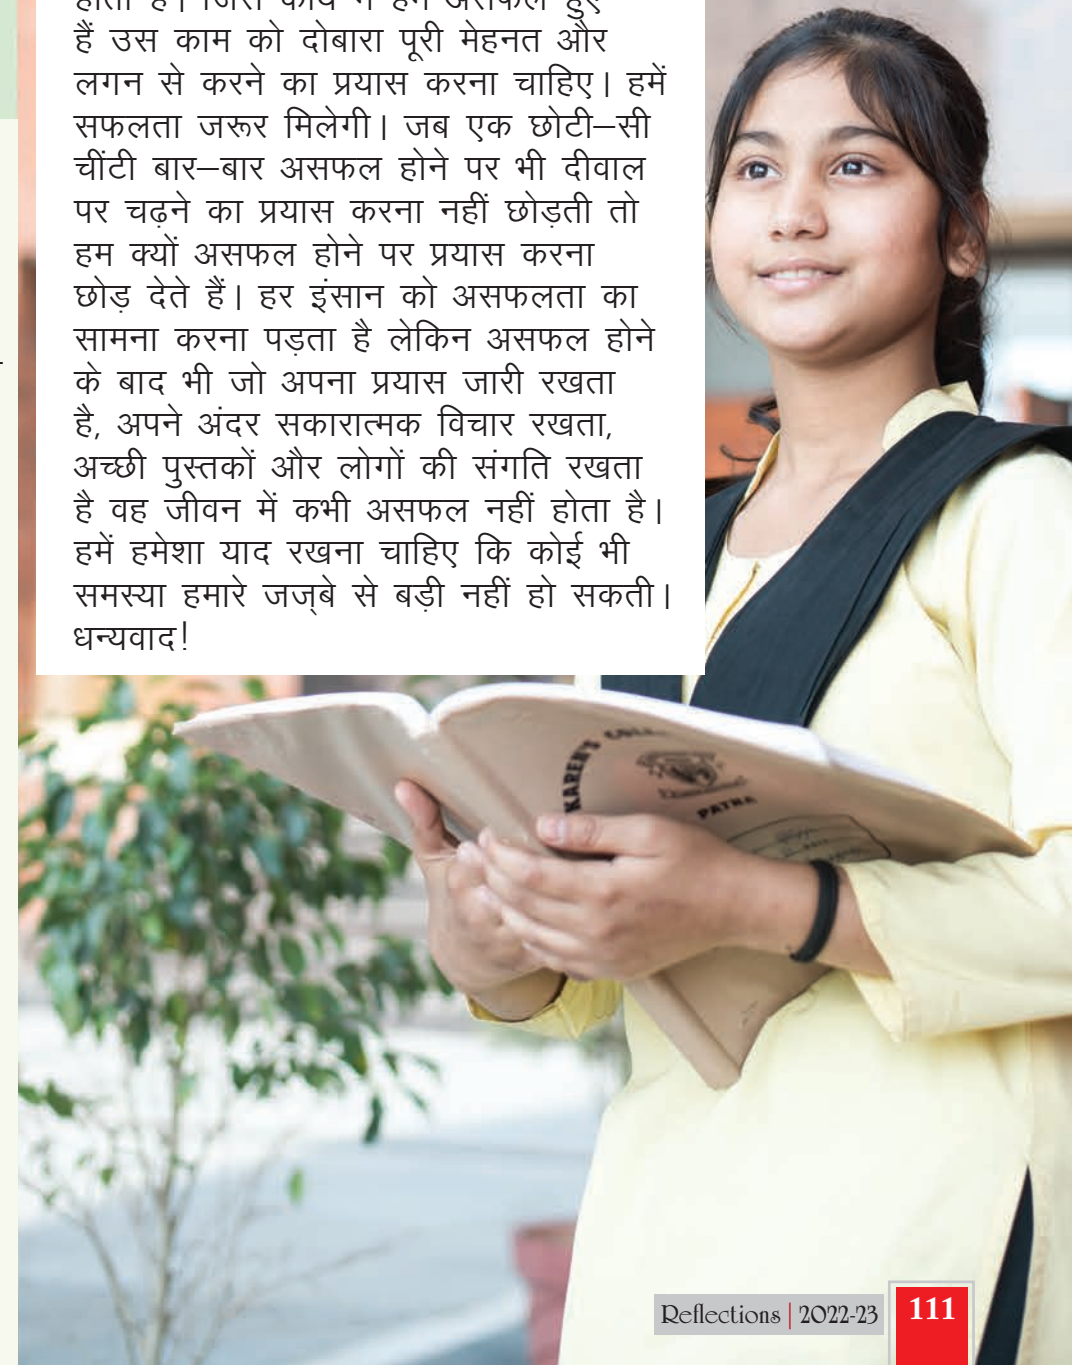 होता है। जिस कार्य में हम असफल हुए
हैं उस काम को दोबारा पूरी मेहनत और
लगन से करने का प्रयास करना चाहिए। हमें
सफलता जरूर मिलेगी। जब एक छोटी–सी
चींटी बार–बार असफल होने पर भी दीवाल
पर चढ़ने का प्रयास करना नहीं छोड़ती तो
हम क्यों असफल होने पर प्रयास करना
छोड़ देते हैं। हर इंसान को असफलता का
सामना करना पड़ता है लेकिन असफल होने
के बाद भी जो अपना प्रयास जारी रखता
है, अपने अंदर सकारात्मक विचार रखता,
अच्छी पुस्तकों और लोगों की संगति रखता
है वह जीवन में कभी असफल नहीं होता है।
हमें हमेशा याद रखना चाहिए कि कोई भी
समस्या हमारे जज्‌बे से बड़ी नहीं हो सकती।
धन्यवाद!
KAREN'S
PATNA
Reflections | 2022-23
111